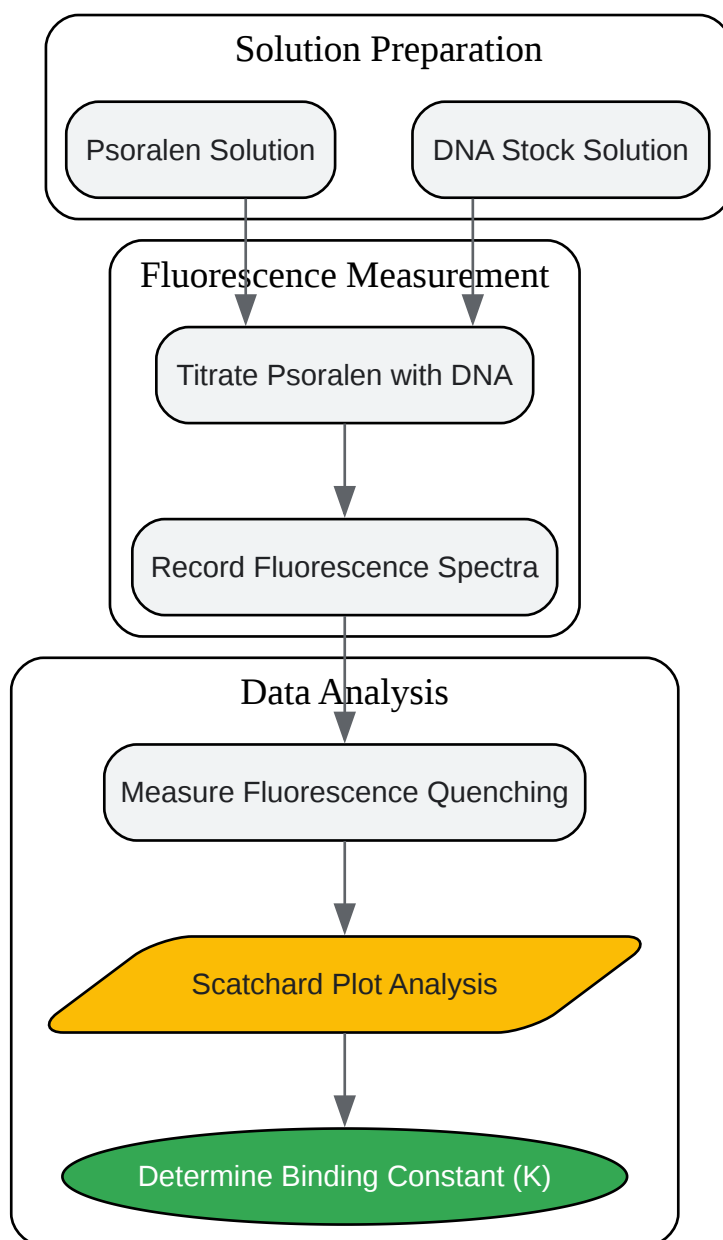 Solution Preparation
Psoralen Solution
DNA Stock Solution
Fluorescence Measurement
Titrate Psoralen with DNA
Record Fluorescence Spectra
Data Analysis
Measure Fluorescence Quenching
Scatchard Plot Analysis
Determine Binding Constant (K)